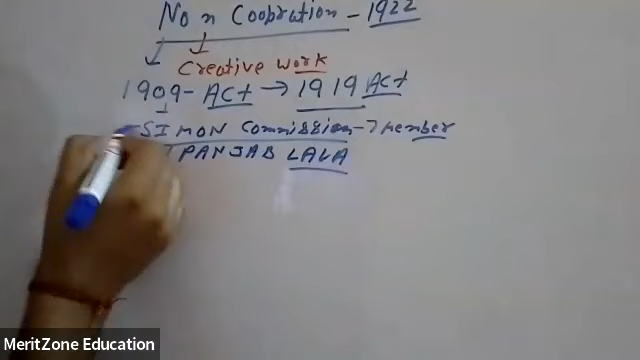 Non Coopration - 1922
Creative work
1909 - Act → 1919 Act
SIMON Commission → 7 member
PANJAB LALA
MeritZone Education